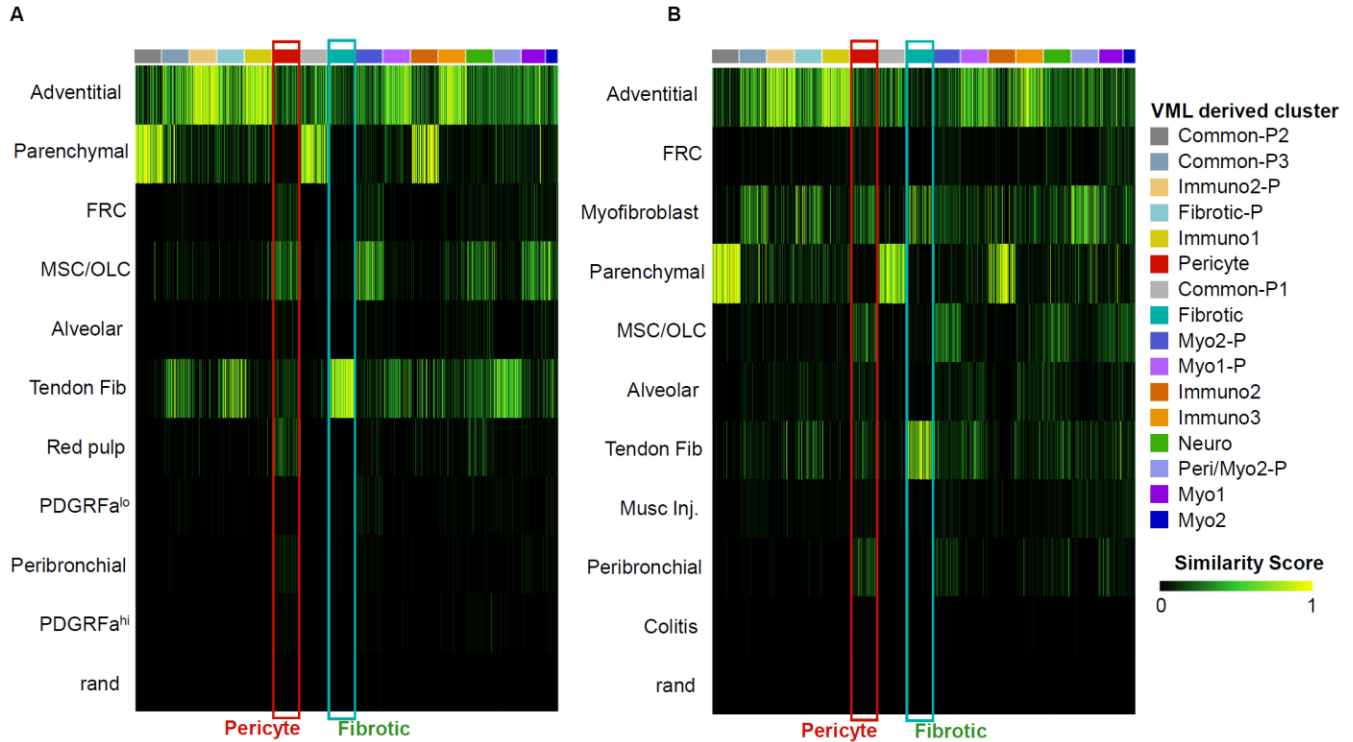 A
Adventitial
Parenchymal
FRC
MSC/OLC
Alveolar
Tendon Fib
Red pulp
PDGRFaˡᵒ
Peribronchial
PDGRFaʰⁱ
rand
Pericyte
Fibrotic
B
Adventitial
FRC
Myofibroblast
Parenchymal
MSC/OLC
Alveolar
Tendon Fib
Musc Inj.
Peribronchial
Colitis
rand
Pericyte
Fibrotic
VML derived cluster
Common-P2
Common-P3
Immuno2-P
Fibrotic-P
Immuno1
Pericyte
Common-P1
Fibrotic
Myo2-P
Myo1-P
Immuno2
Immuno3
Neuro
Peri/Myo2-P
Myo1
Myo2
Similarity Score
0 1